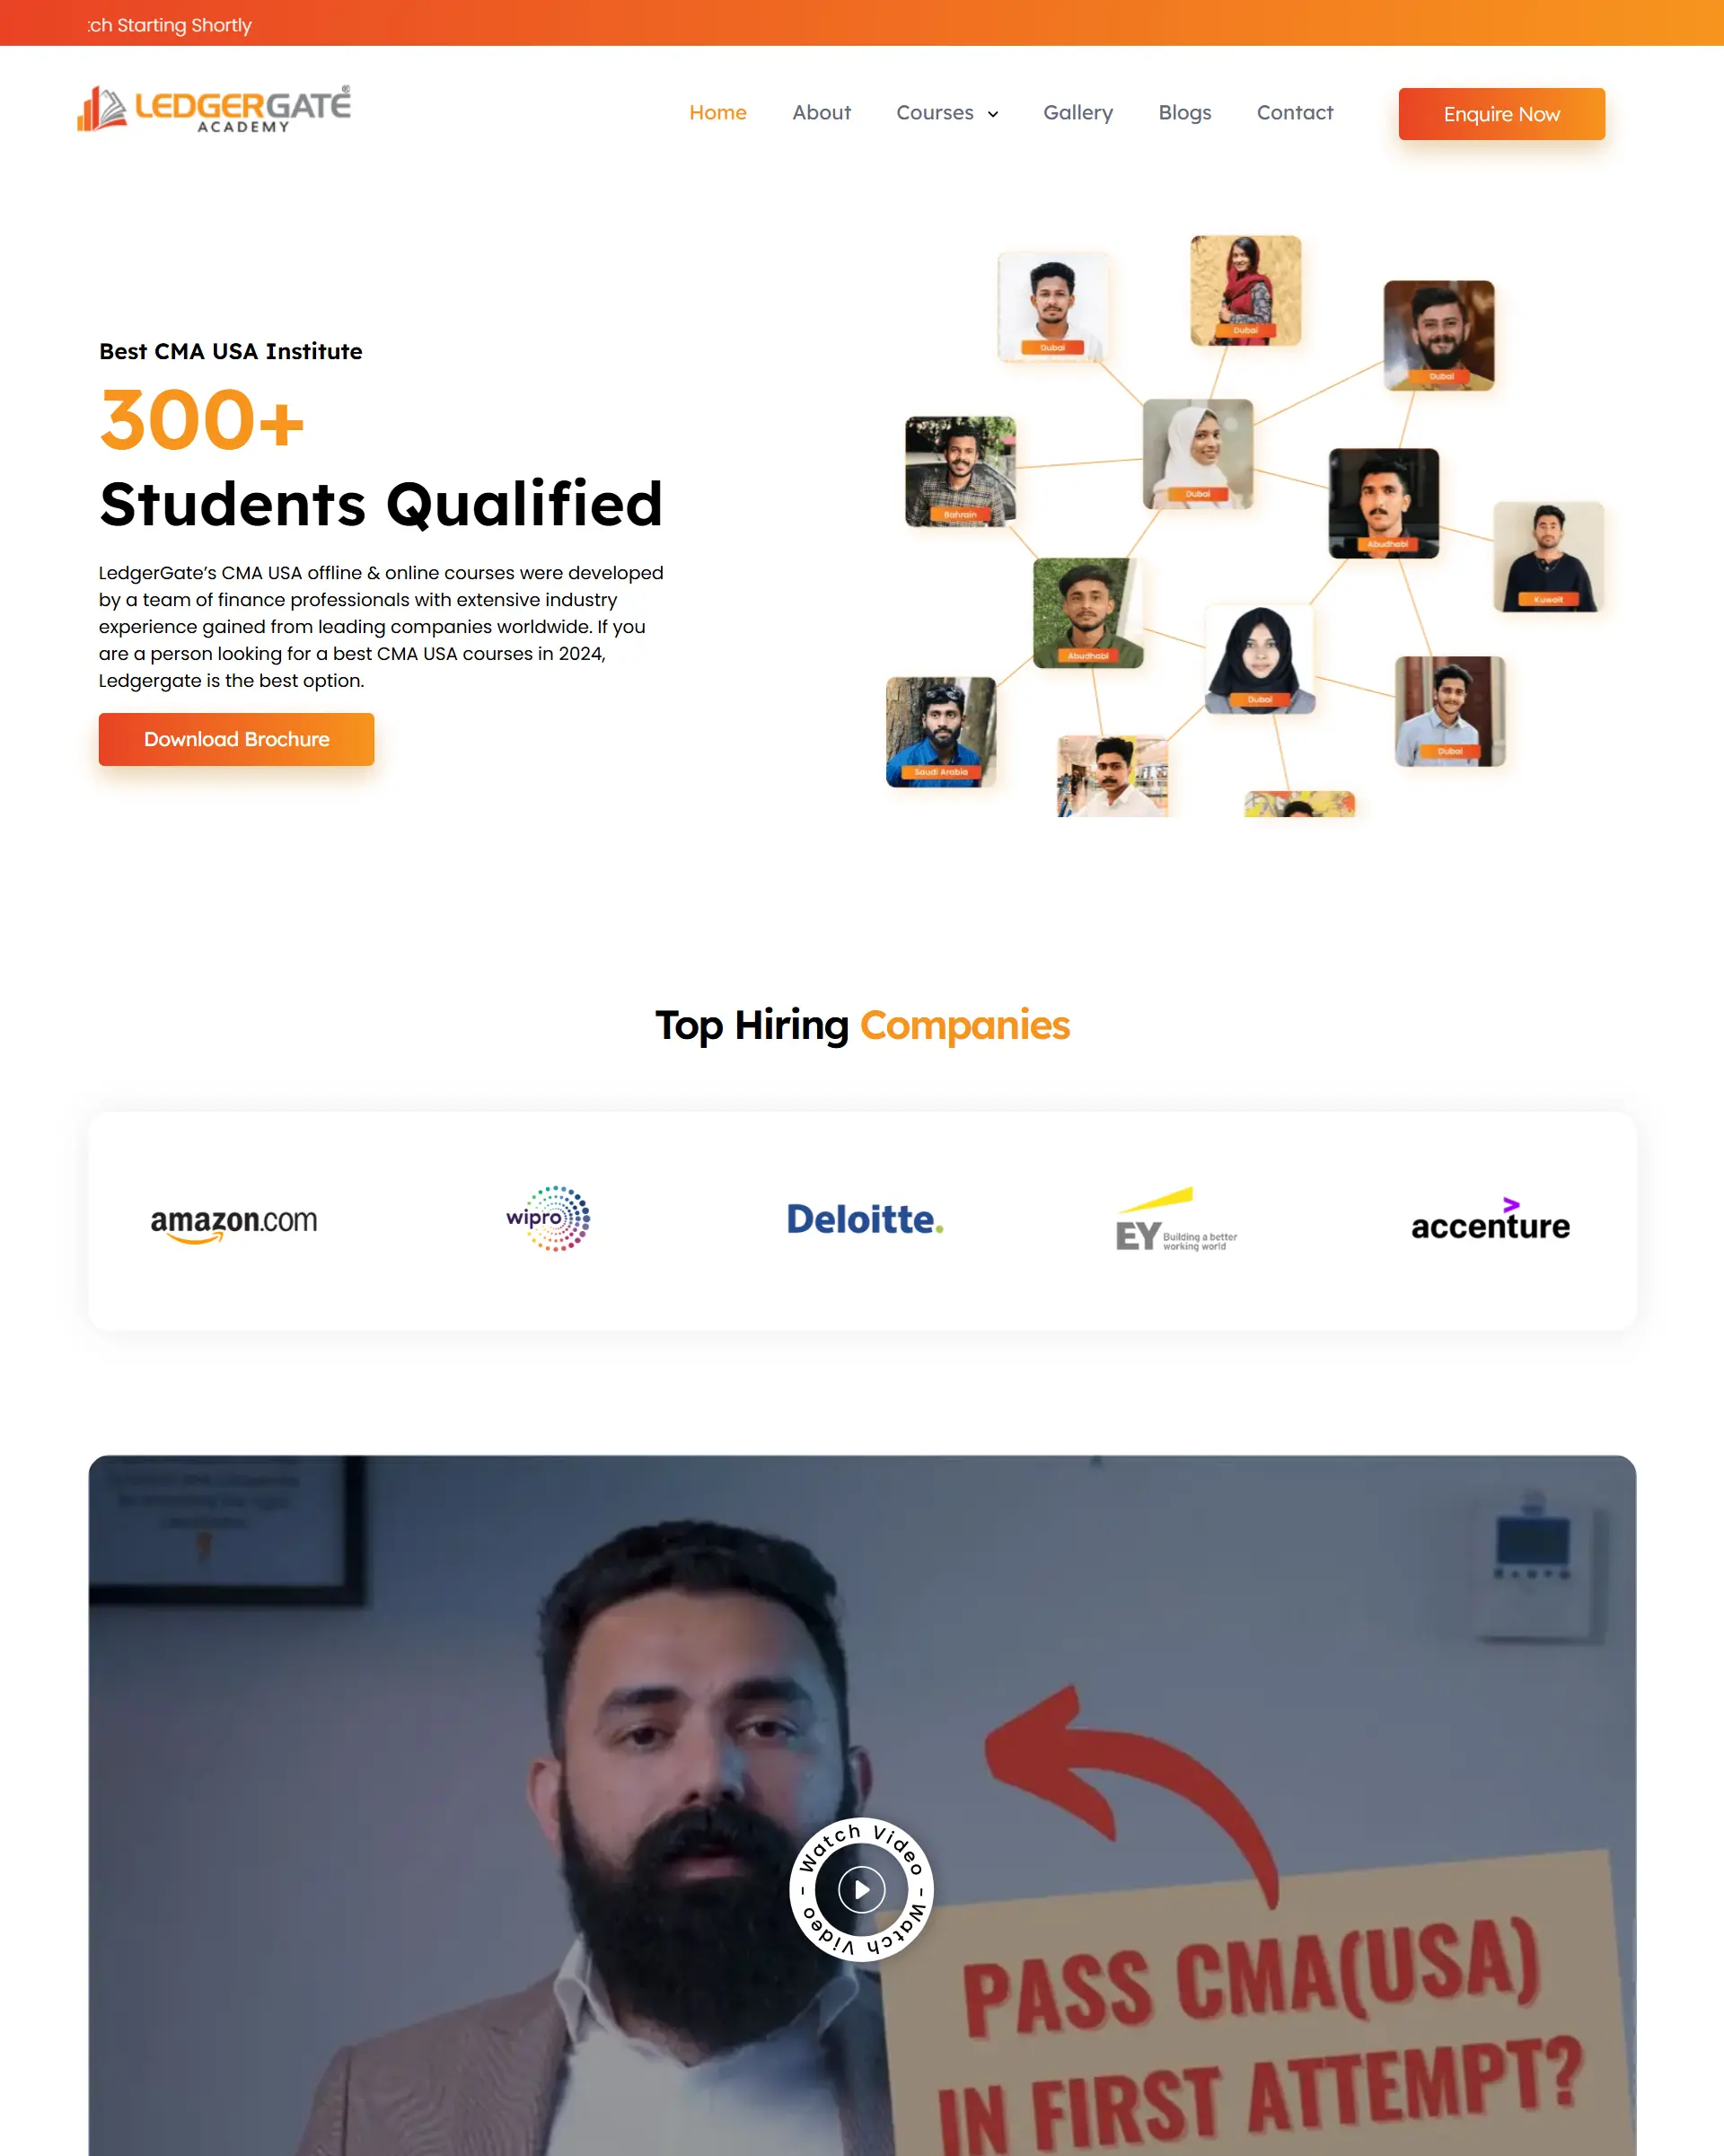 tch Starting Shortly
LEDGERGATE®
ACADEMY
Home
About
Courses
Gallery
Blogs
Contact
Enquire Now
Best CMA USA Institute
300+
Students Qualified
LedgerGate’s CMA USA offline & online courses were developed
by a team of finance professionals with extensive industry
experience gained from leading companies worldwide. If you
are a person looking for a best CMA USA courses in 2024,
Ledgergate is the best option.
Download Brochure
Dubai
Dubai
Dubai
Bahrain
Dubai
Abudhabi
Kuwait
Abudhabi
Dubai
Dubai
Saudi Arabia
Top Hiring Companies
amazon.com
wipro
Deloitte.
EY Building a better
working world
accenture
Watch Video - Watch Video -
PASS CMA(USA)
IN FIRST ATTEMPT?